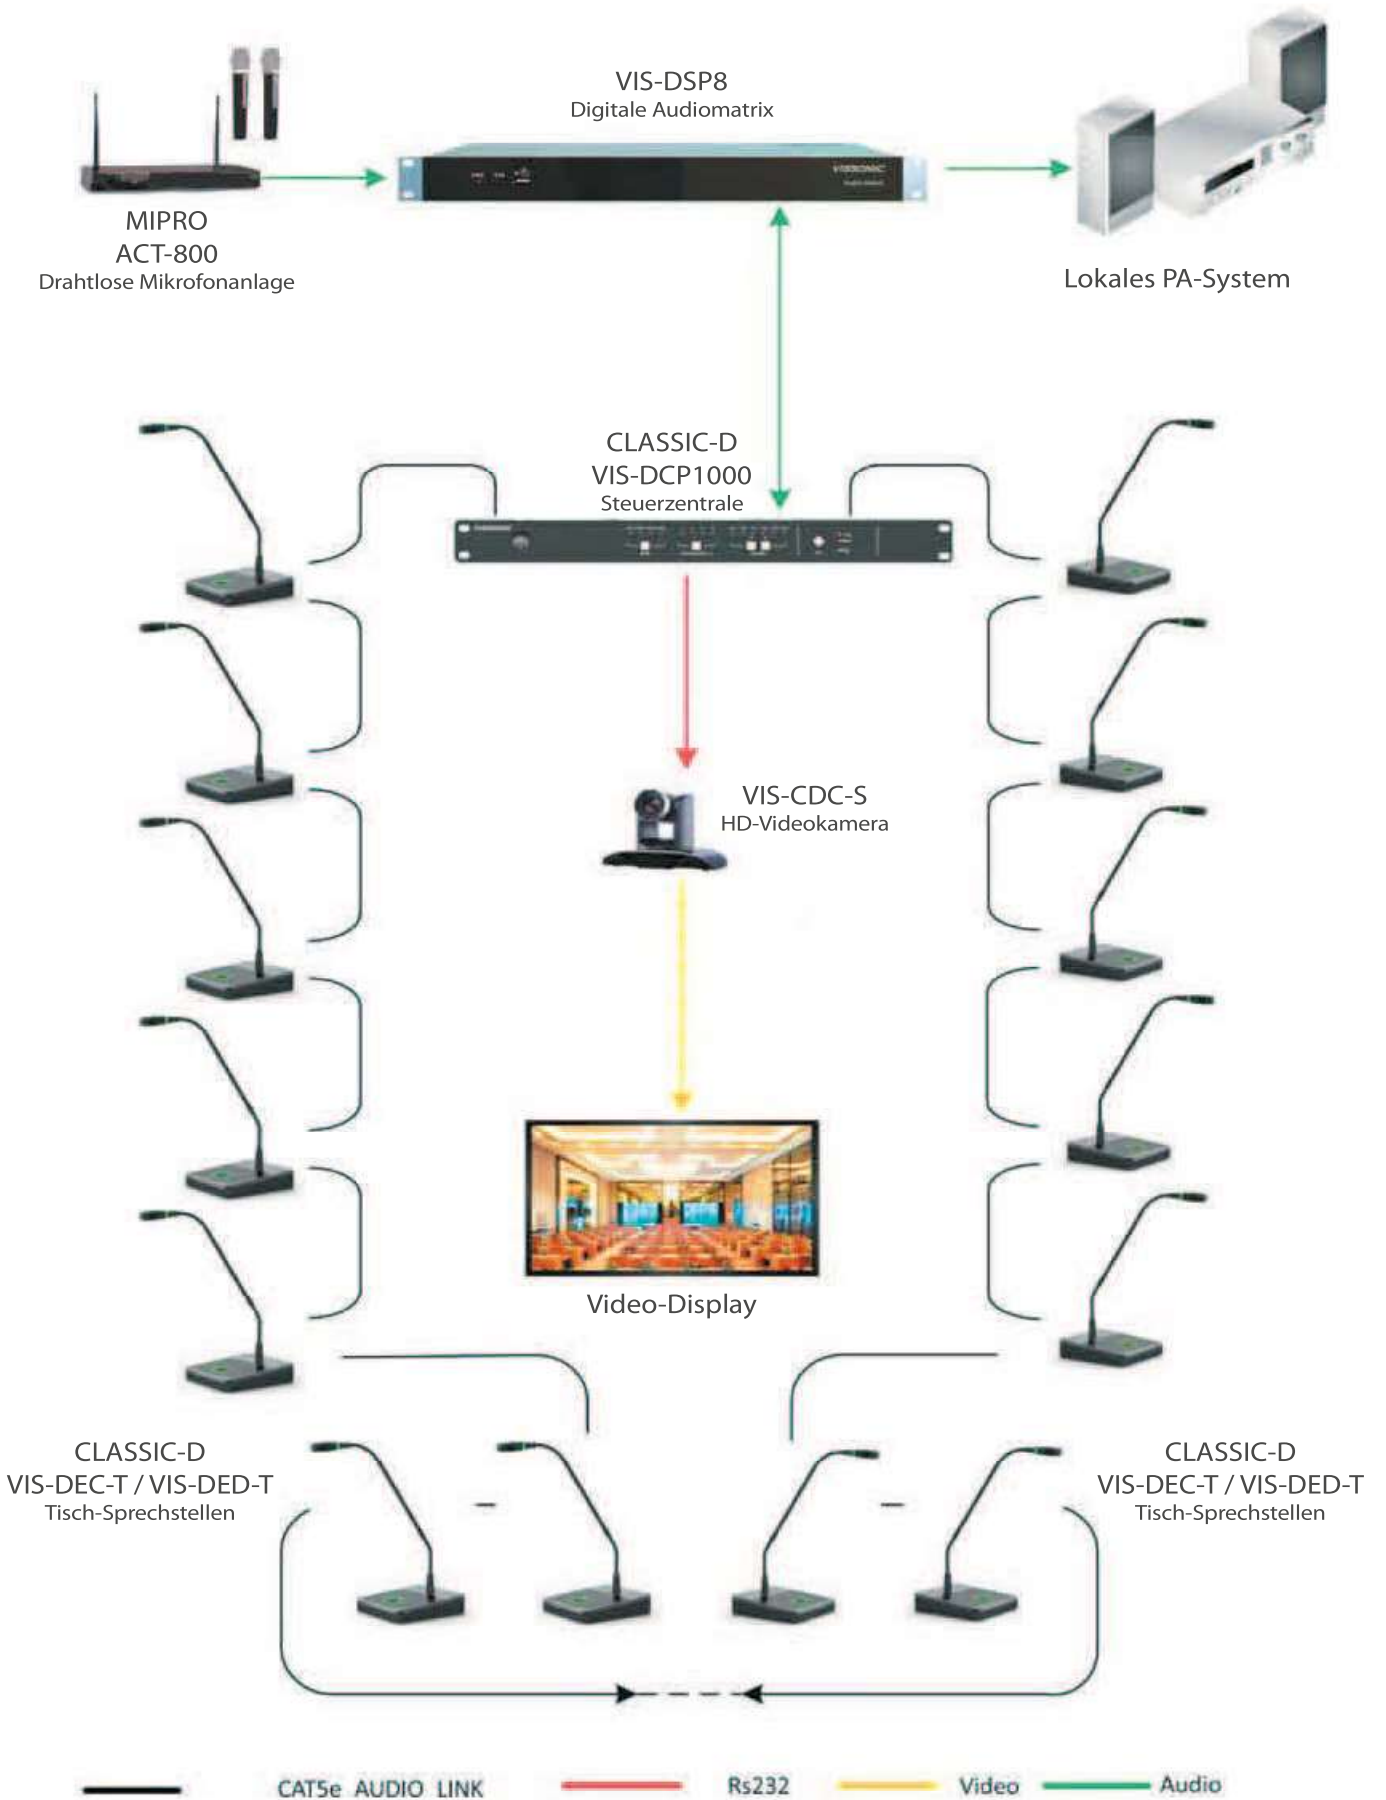 VIS-DSP8
Digitale Audiomatrix
MIPRO
ACT-800
Drahtlose Mikrofonanlage
Lokales PA-System
CLASSIC-D
VIS-DCP1000
Steuerzentrale
VIS-CDC-S
HD-Videokamera
Video-Display
CLASSIC-D
VIS-DEC-T / VIS-DED-T
Tisch-Sprechstellen
CLASSIC-D
VIS-DEC-T / VIS-DED-T
Tisch-Sprechstellen
CAT5e AUDIO LINK
Rs232
Video
Audio